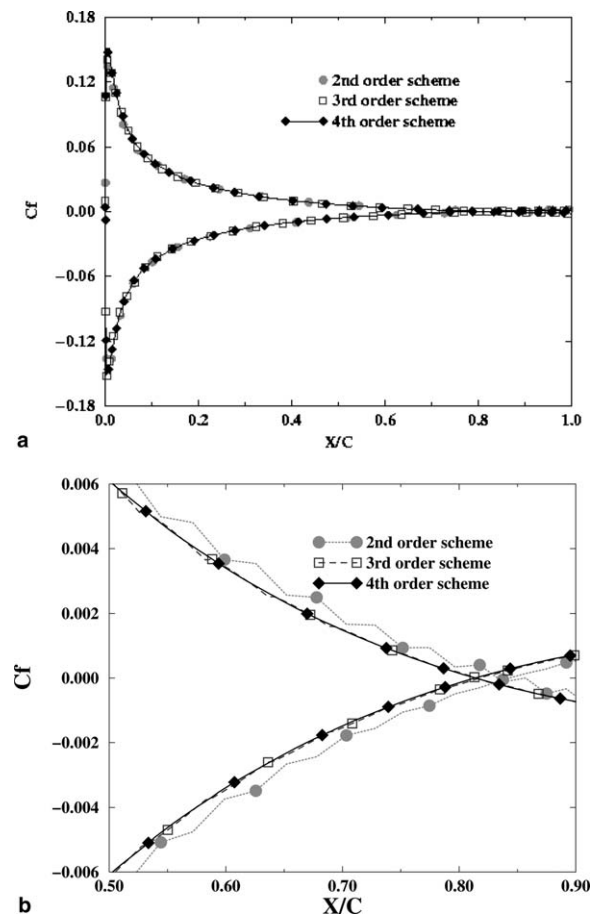 0.18
2nd order scheme
3rd order scheme
4th order scheme
0.12
0.06
Cf
0.00
−0.06
−0.12
−0.18
0.0 0.2 0.4 0.6 0.8 1.0
a
X/C
0.006
2nd order scheme
3rd order scheme
4th order scheme
0.004
0.002
Cf
0.000
−0.002
−0.004
−0.006
0.50 0.60 0.70 0.80 0.90
b
X/C